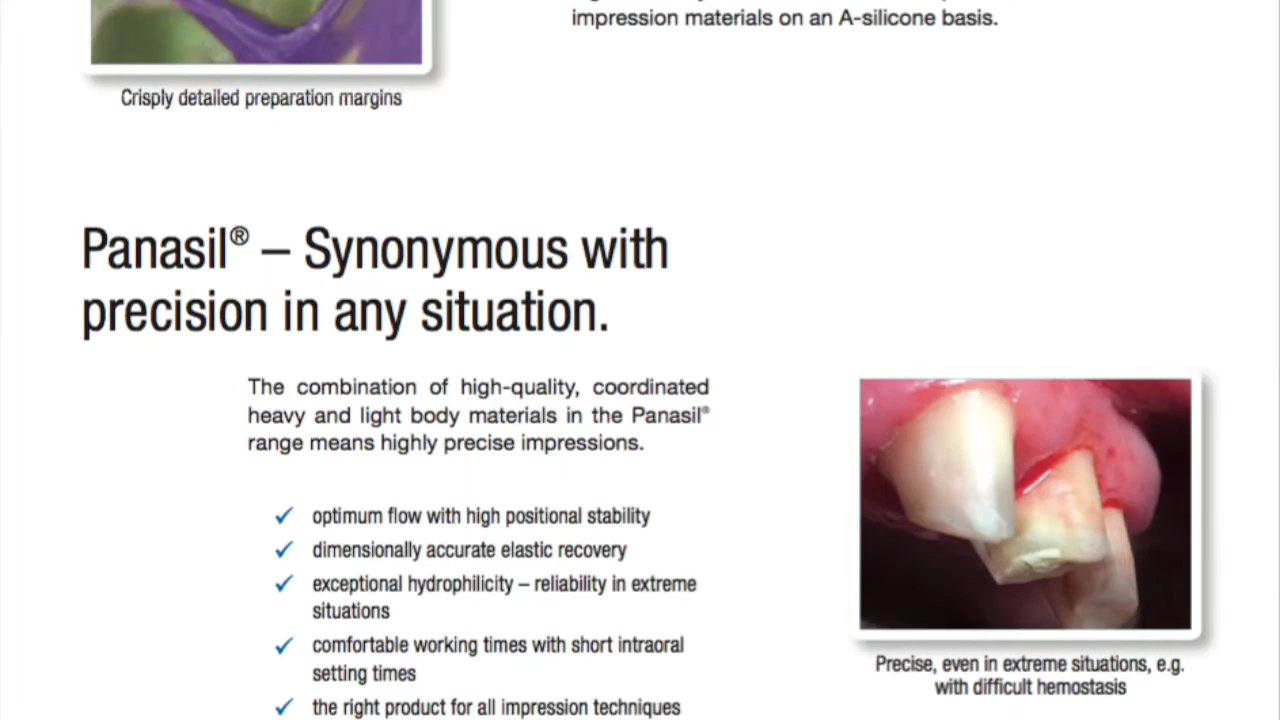 impression materials on an A-silicone basis.
Crisply detailed preparation margins
Panasil® – Synonymous with
precision in any situation.
The combination of high-quality, coordinated
heavy and light body materials in the Panasil®
range means highly precise impressions.
✓ optimum flow with high positional stability
✓ dimensionally accurate elastic recovery
✓ exceptional hydrophilicity – reliability in extreme
situations
✓ comfortable working times with short intraoral
setting times
✓ the right product for all impression techniques
Precise, even in extreme situations, e.g.
with difficult hemostasis